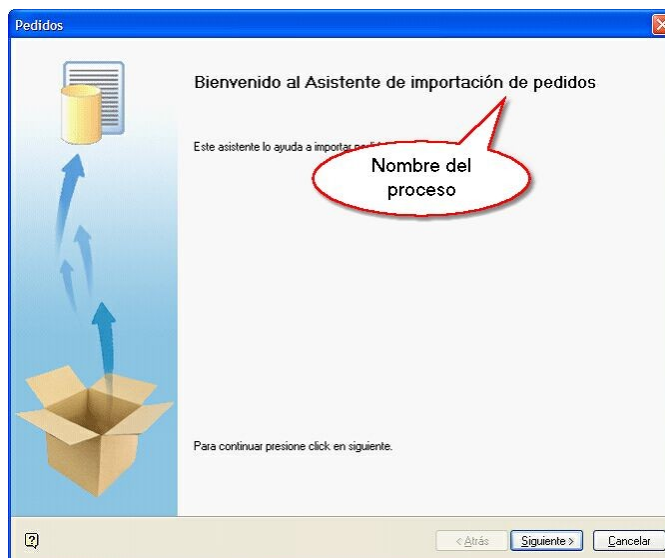 Pedidos
Bienvenido al Asistente de importación de pedidos
Este asistente lo ayuda a importar
Nombre del
proceso
Para continuar presione click en siguiente.
?
< Atrás
Siguiente >
Cancelar